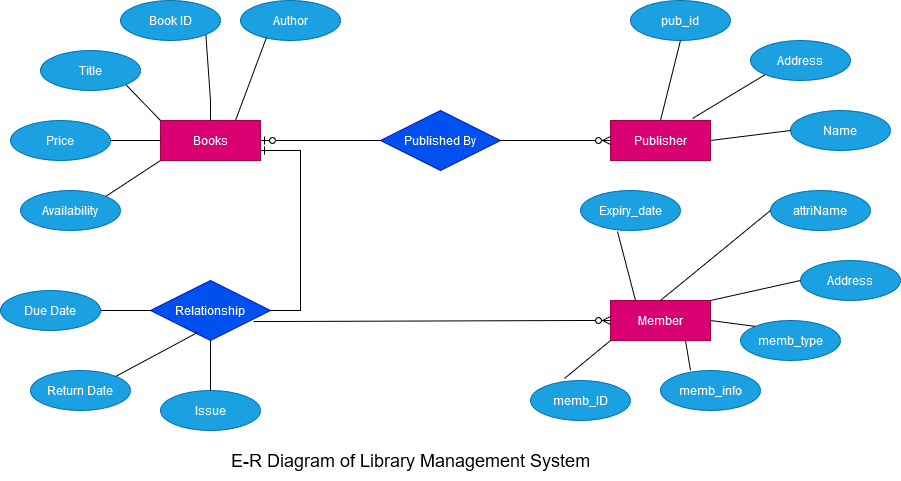 Book ID
Author
pub_id
Title
Address
Price
Books
Published By
Publisher
Name
Availability
Expiry_date
attriName
Address
Due Date
Relationship
Member
memb_type
Return Date
Issue
memb_ID
memb_info
E-R Diagram of Library Management System